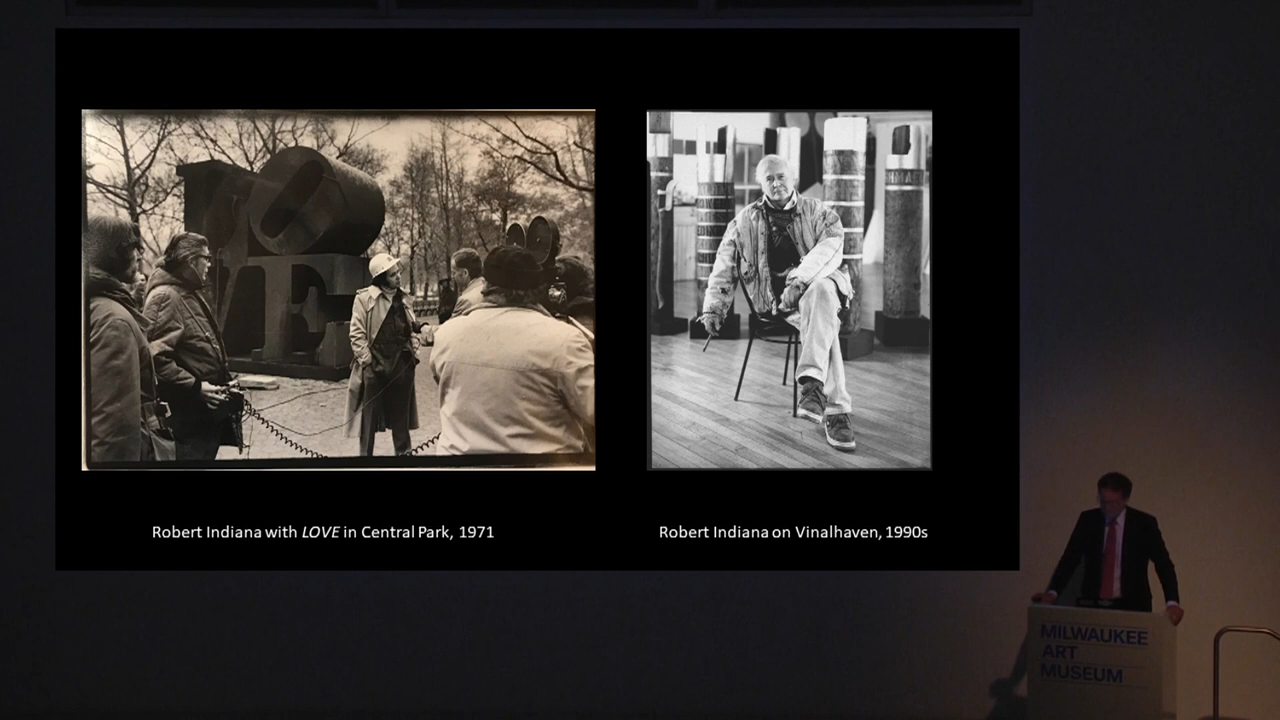 Robert Indiana with LOVE in Central Park, 1971
Robert Indiana on Vinalhaven, 1990s
MILWAUKEE
ART
MUSEUM